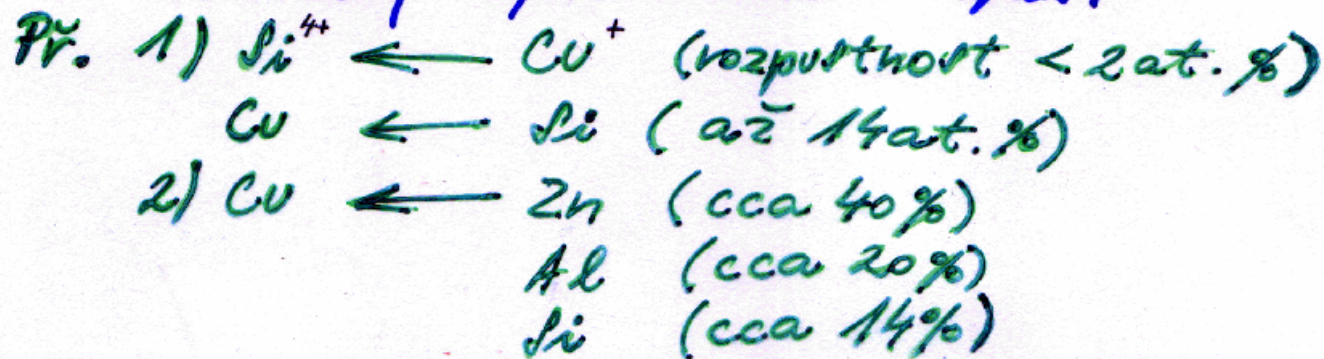 Př. 1) Si⁴⁺ ← Cu⁺ (rozpustnost < 2 at. %)
Cu ← Si (až 14 at. %)
2) Cu ← Zn (cca 40 %)
Al (cca 20 %)
Si (cca 14 %)